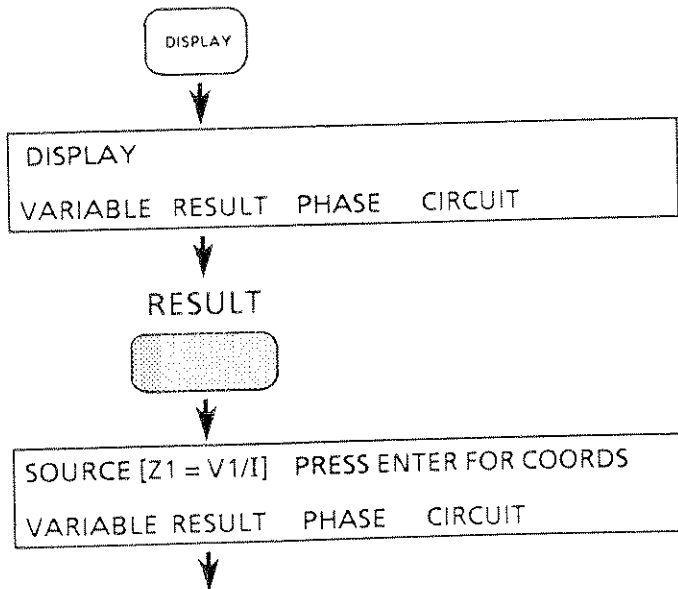 DISPLAY
DISPLAY
VARIABLE RESULT PHASE CIRCUIT
RESULT
SOURCE [Z1 = V1/I] PRESS ENTER FOR COORDS
VARIABLE RESULT PHASE CIRCUIT